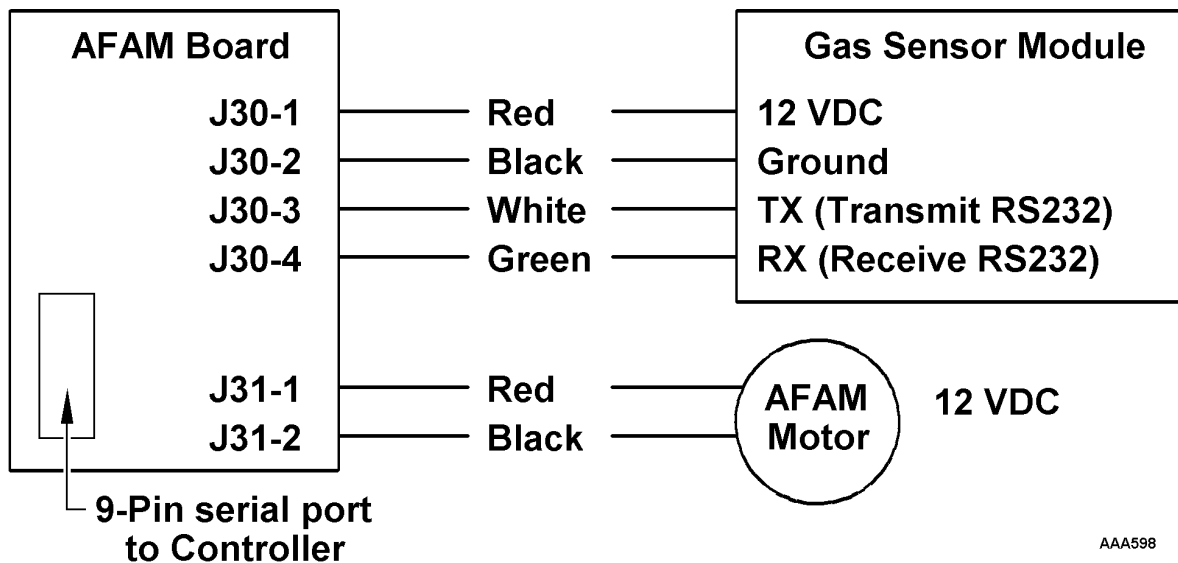 AFAM Board
Gas Sensor Module
J30-1 Red 12 VDC
J30-2 Black Ground
J30-3 White TX (Transmit RS232)
J30-4 Green RX (Receive RS232)
J31-1 Red
J31-2 Black
AFAM
Motor
12 VDC
9-Pin serial port
to Controller
AAA598